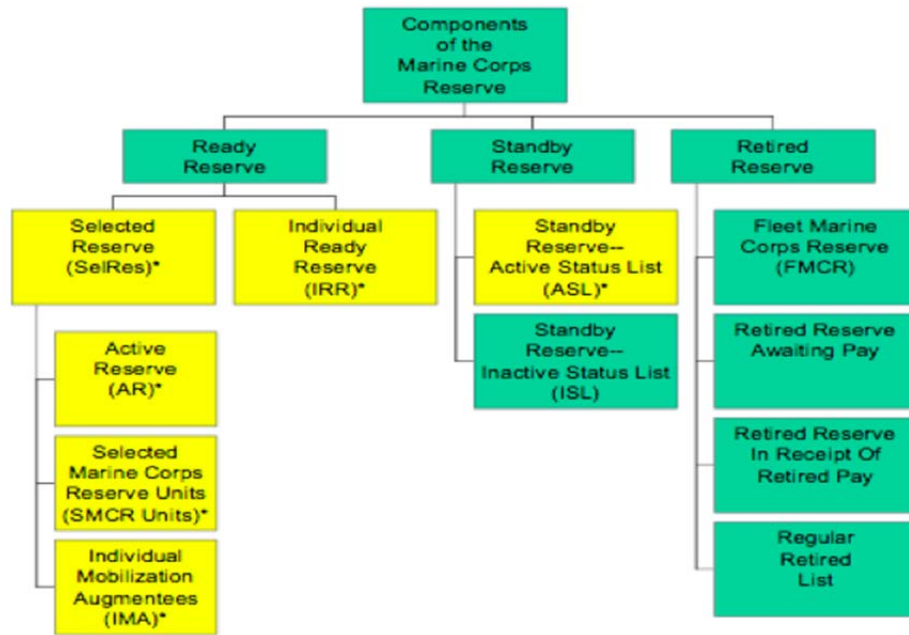 Components
of the
Marine Corps
Reserve
Ready
Reserve
Standby
Reserve
Retired
Reserve
Selected
Reserve
(SelRes)*
Individual
Ready
Reserve
(IRR)*
Standby
Reserve--
Active Status List
(ASL)*
Fleet Marine
Corps Reserve
(FMCR)
Active
Reserve
(AR)*
Standby
Reserve--
Inactive Status List
(ISL)
Retired Reserve
Awaiting Pay
Selected
Marine Corps
Reserve Units
(SMCR Units)*
Retired Reserve
In Receipt Of
Retired Pay
Individual
Mobilization
Augmentees
(IMA)*
Regular
Retired
List